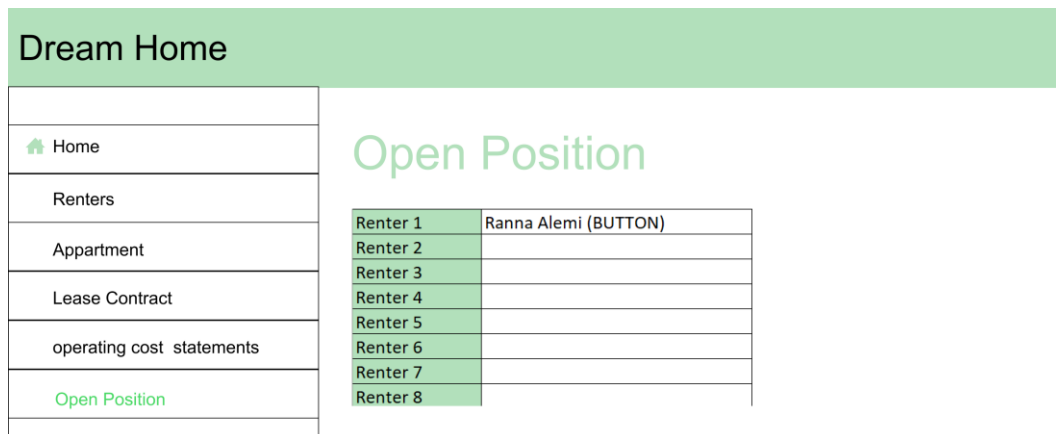 Dream Home
Home
Renters
Appartment
Lease Contract
operating cost statements
Open Position
Open Position
Renter 1 Ranna Alemi (BUTTON)
Renter 2
Renter 3
Renter 4
Renter 5
Renter 6
Renter 7
Renter 8